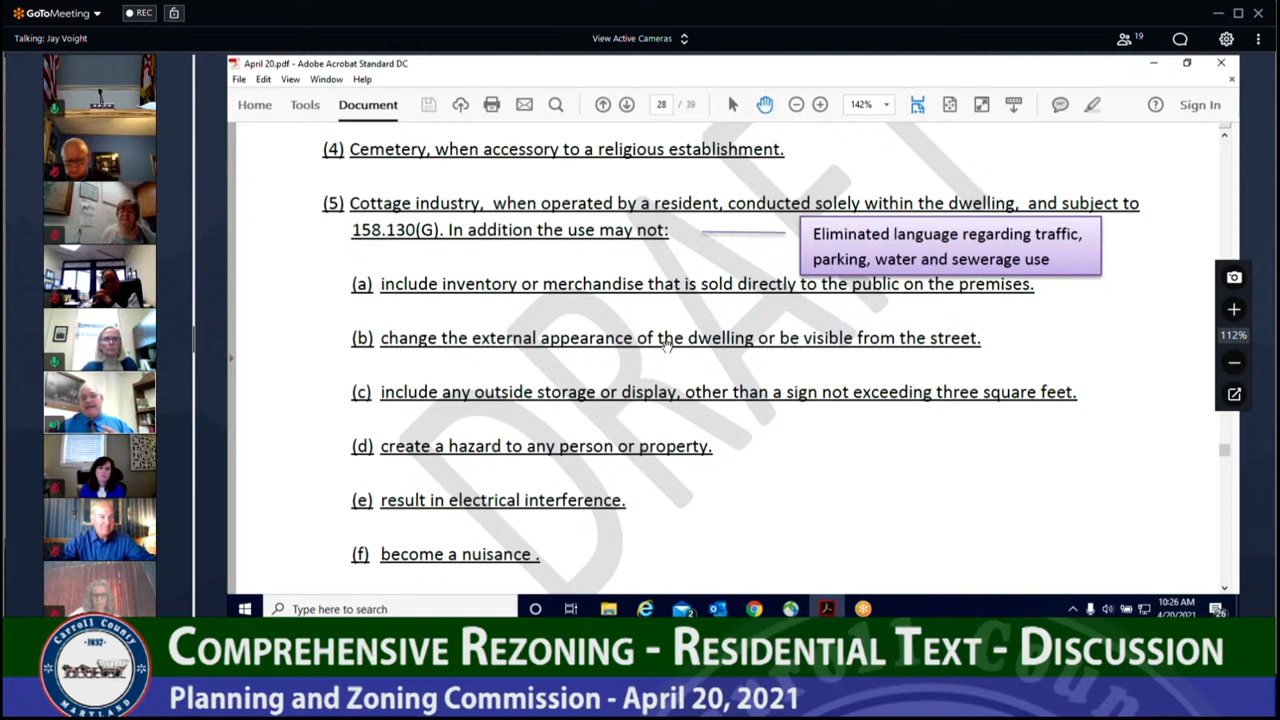 GoToMeeting
REC
Talking: Jay Voight
View Active Cameras
19
April 20.pdf - Adobe Acrobat Standard DC
File Edit View Window Help
Home Tools Document 28 / 39 142% Sign In
(4) Cemetery, when accessory to a religious establishment.
(5) Cottage industry, when operated by a resident, conducted solely within the dwelling, and subject to
158.130(G). In addition the use may not:
Eliminated language regarding traffic,
parking, water and sewerage use
(a) include inventory or merchandise that is sold directly to the public on the premises.
(b) change the external appearance of the dwelling or be visible from the street.
(c) include any outside storage or display, other than a sign not exceeding three square feet.
(d) create a hazard to any person or property.
(e) result in electrical interference.
(f) become a nuisance .
DRAFT
112%
Type here to search
10:26 AM
4/20/2021
Carroll County
1837
Maryland
Comprehensive Rezoning - Residential Text - Discussion
Planning and Zoning Commission - April 20, 2021